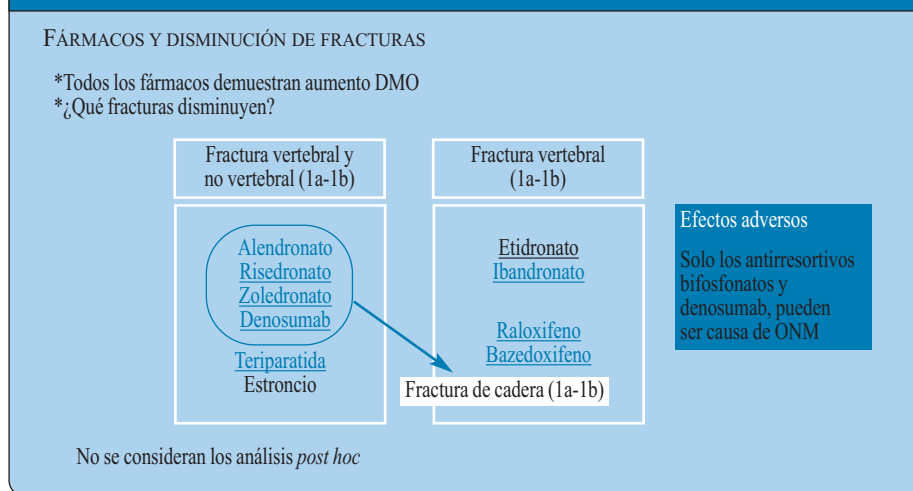 FÁRMACOS Y DISMINUCIÓN DE FRACTURAS
*Todos los fármacos demuestran aumento DMO
*¿Qué fracturas disminuyen?
Fractura vertebral y
no vertebral (1a-1b)
Alendronato
Risedronato
Zoledronato
Denosumab
Teriparatida
Estroncio
Fractura vertebral
(1a-1b)
Etidronato
Ibandronato
Raloxifeno
Bazedoxifeno
Fractura de cadera (1a-1b)
Efectos adversos
Solo los antirresortivos
bifosfonatos y
denosumab, pueden
ser causa de ONM
No se consideran los análisis post hoc